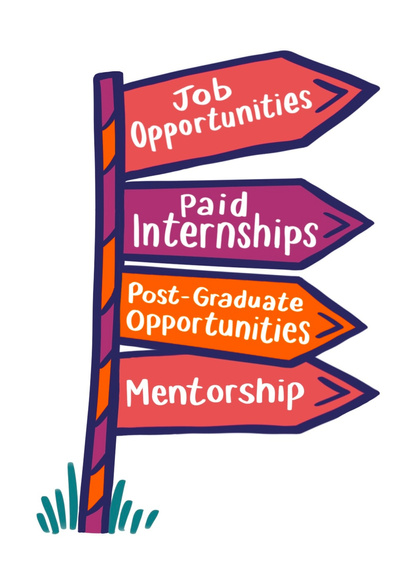 Job
Opportunities
Paid
Internships
Post-Graduate
Opportunities
Mentorship